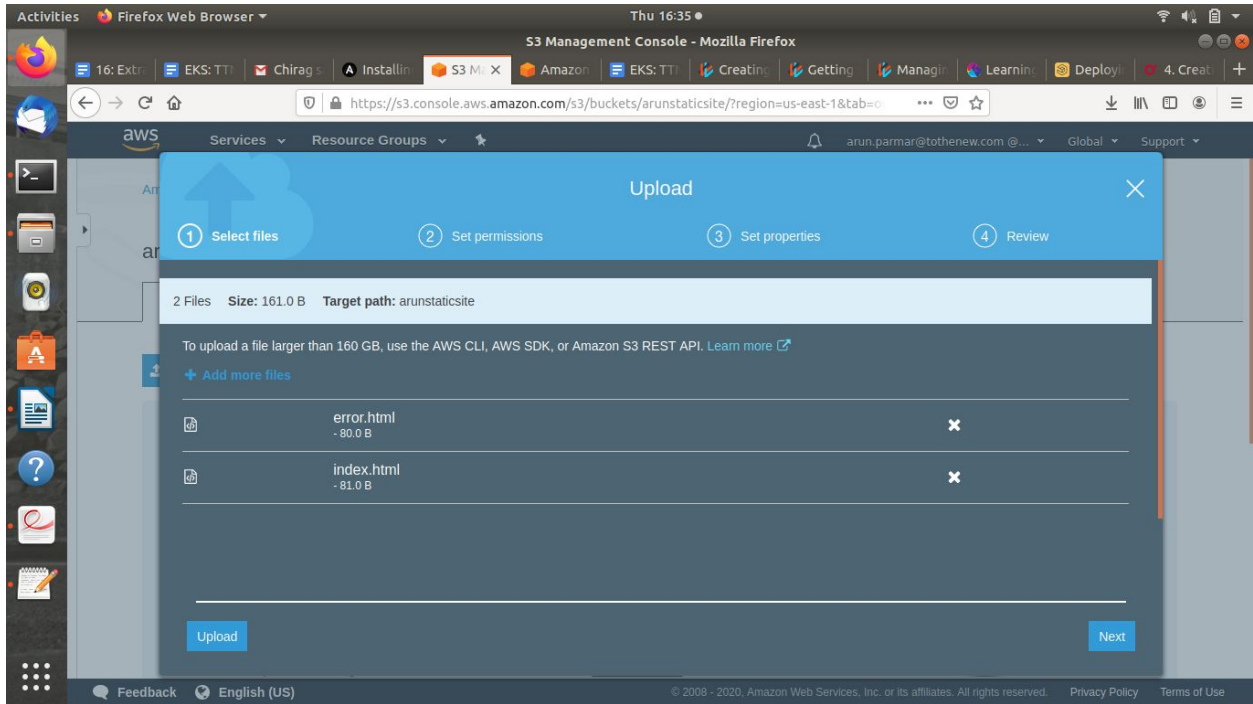 Activities Firefox Web Browser Thu 16:35
S3 Management Console - Mozilla Firefox
16: Extra EKS: TTN Chirag s Installin S3 Ma Amazon EKS: TTN Creating Getting Managin Learning Deployi 4. Creati
https://s3.console.aws.amazon.com/s3/buckets/arunstaticsite/?region=us-east-1&tab=o
aws Services Resource Groups arun.parmar@tothenew.com @... Global Support
Upload
1 Select files 2 Set permissions 3 Set properties 4 Review
2 Files Size: 161.0 B Target path: arunstaticsite
To upload a file larger than 160 GB, use the AWS CLI, AWS SDK, or Amazon S3 REST API. Learn more
Add more files
error.html
- 80.0 B
index.html
- 81.0 B
Upload Next
Feedback English (US) © 2008 - 2020, Amazon Web Services, Inc. or its affiliates. All rights reserved. Privacy Policy Terms of Use